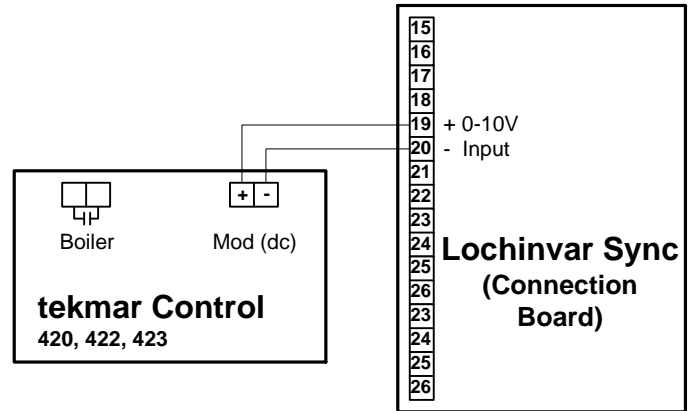 15
16
17
18
19 + 0-10V
20 - Input
21
22
23
24
25
26
23
24
25
26
Lochinvar Sync
(Connection
Board)
+ -
Boiler Mod (dc)
tekmar Control
420, 422, 423